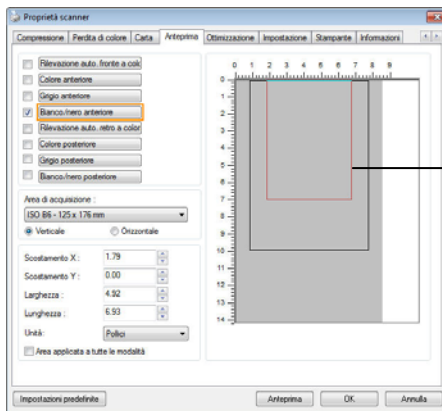 Proprietà scanner
Compressione Perdita di colore Carta Anteprima Ottimizzazione Impostazione Stampante Informazioni
Rilevazione auto. fronte a col
Colore anteriore
Grigio anteriore
Bianco/nero anteriore
Rilevazione auto. retro a color
Colore posteriore
Grigio posteriore
Bianco/nero posteriore
Area di acquisizione :
ISO B6 - 125 x 176 mm
Verticale Orizzontale
Scostamento X : 1.79
Scostamento Y : 0.00
Larghezza : 4.92
Lunghezza : 6.93
Unità: Pollici
Area applicata a tutte le modalità
0 1 2 3 4 5 6 7 8 9
0
1
2
3
4
5
6
7
8
9
10
11
12
13
14
Impostazioni predefinite Anteprima OK Annulla